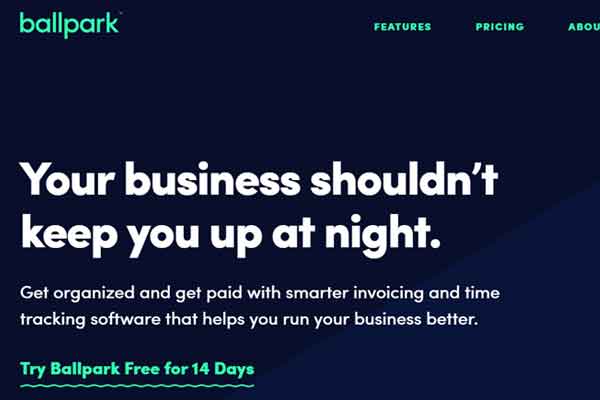 ballpark™
FEATURES PRICING ABOU
Your business shouldn’t
keep you up at night.
Get organized and get paid with smarter invoicing and time
tracking software that helps you run your business better.
Try Ballpark Free for 14 Days